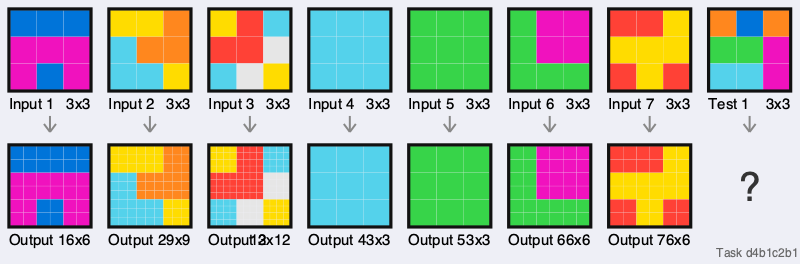 Input 1 3x3 Input 2 3x3 Input 3 3x3 Input 4 3x3 Input 5 3x3 Input 6 3x3 Input 7 3x3 Test 1 3x3
?
Output 1 6x6 Output 2 9x9 Output 3 12x12 Output 4 3x3 Output 5 3x3 Output 6 6x6 Output 7 6x6
Task d4b1c2b1